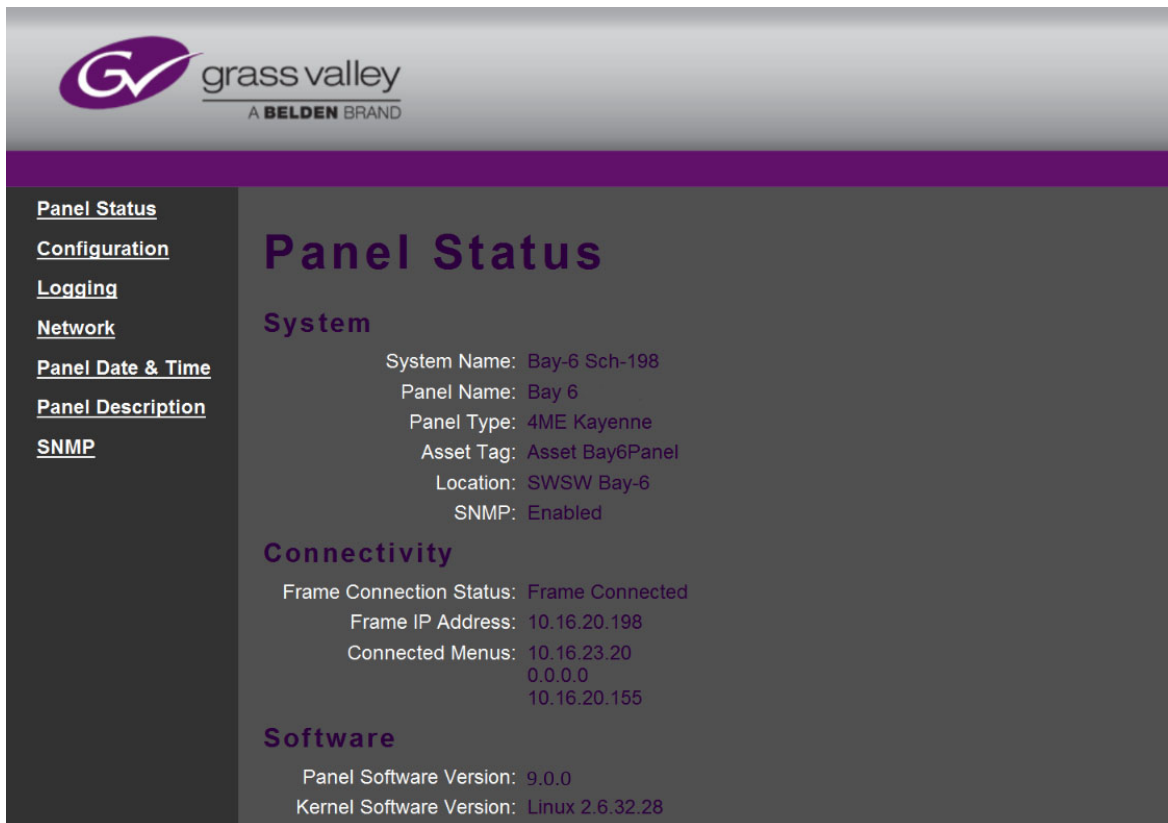 GV grass valley
A BELDEN BRAND
Panel Status
Configuration
Logging
Network
Panel Date & Time
Panel Description
SNMP
Panel Status
System
System Name: Bay-6 Sch-198
Panel Name: Bay 6
Panel Type: 4ME Kayenne
Asset Tag: Asset Bay6Panel
Location: SWSW Bay-6
SNMP: Enabled
Connectivity
Frame Connection Status: Frame Connected
Frame IP Address: 10.16.20.198
Connected Menus: 10.16.23.20
0.0.0.0
10.16.20.155
Software
Panel Software Version: 9.0.0
Kernel Software Version: Linux 2.6.32.28